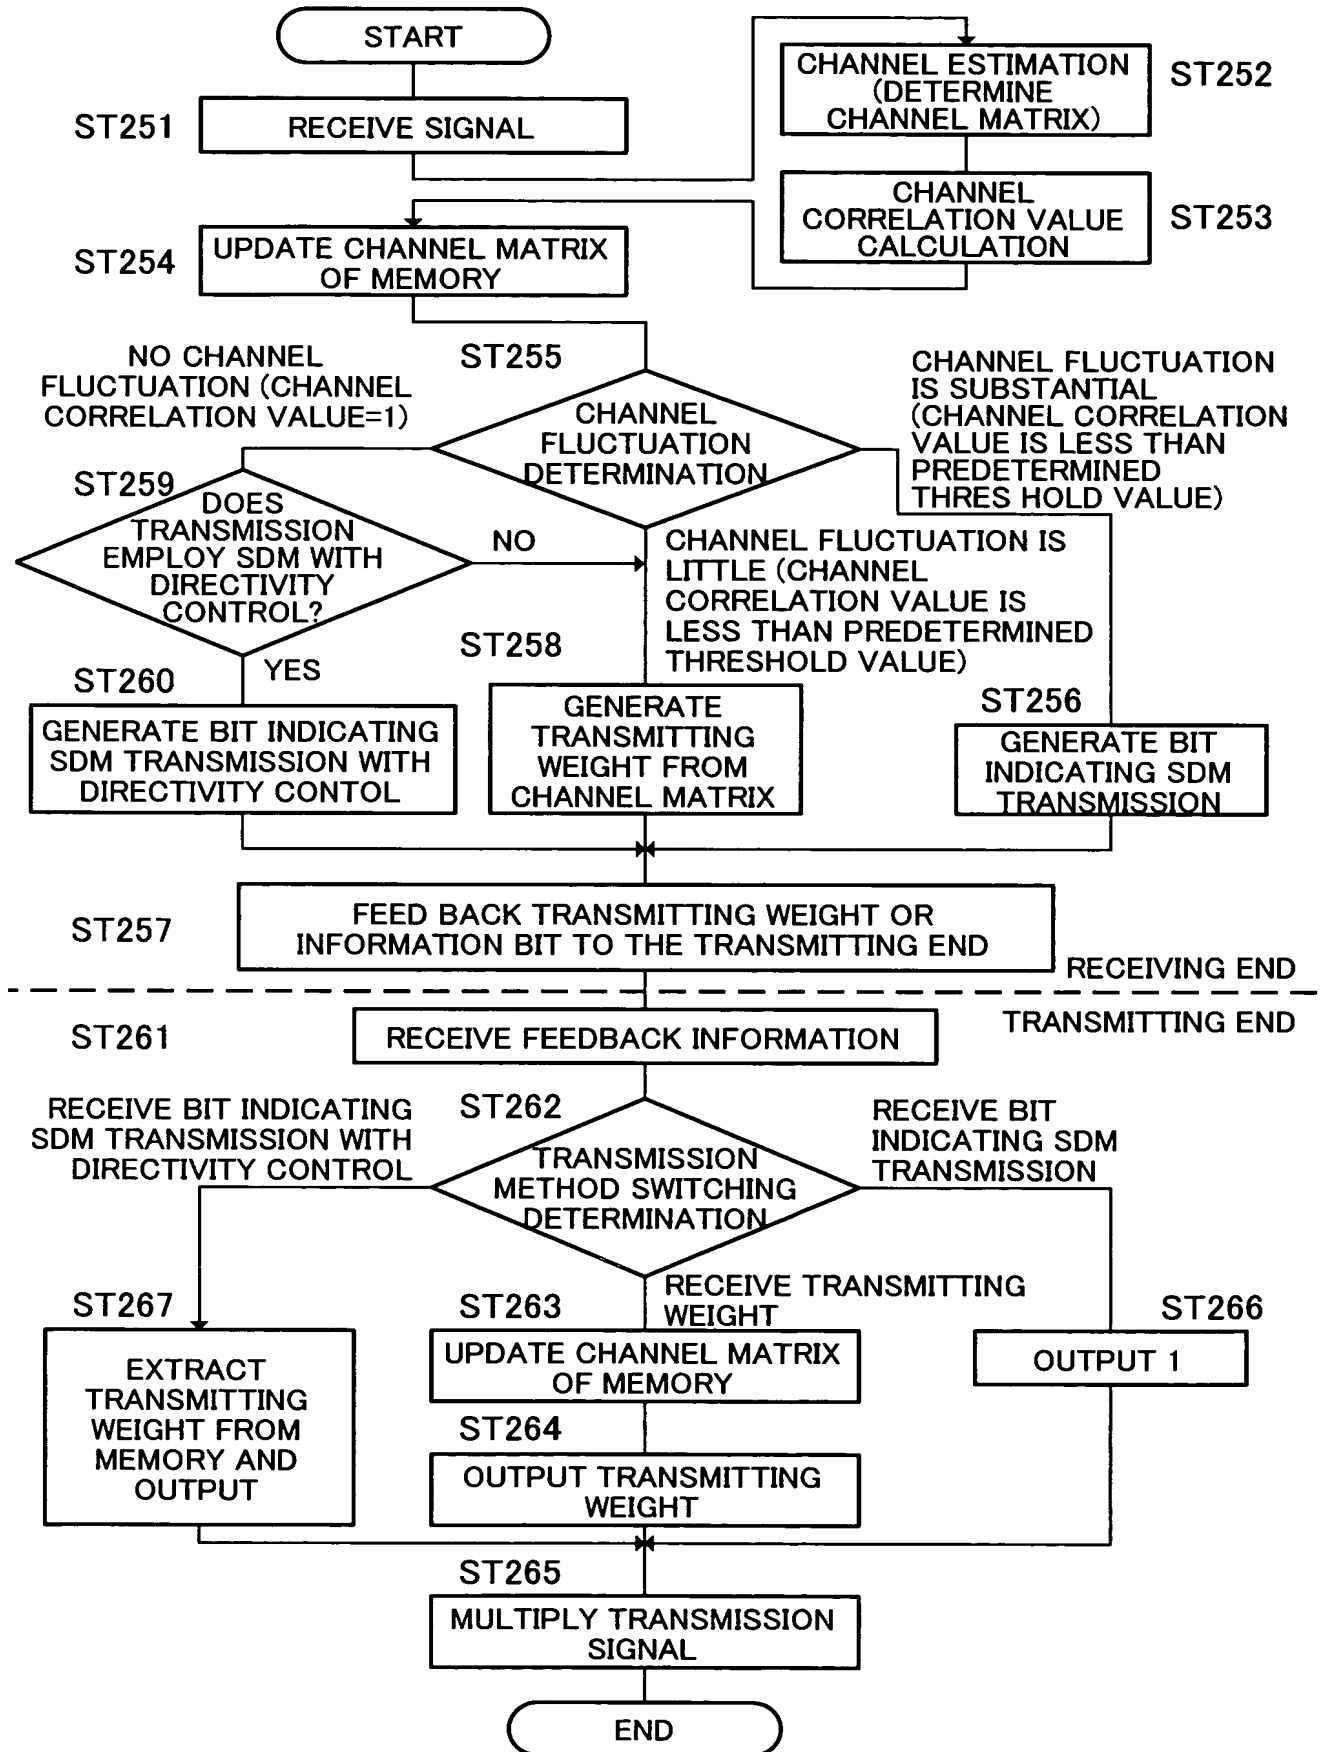 START
ST251
RECEIVE SIGNAL
CHANNEL ESTIMATION
(DETERMINE
CHANNEL MATRIX)
ST252
CHANNEL
CORRELATION VALUE
CALCULATION
ST253
ST254
UPDATE CHANNEL MATRIX
OF MEMORY
ST255
NO CHANNEL
FLUCTUATION (CHANNEL
CORRELATION VALUE=1)
CHANNEL
FLUCTUATION
DETERMINATION
CHANNEL FLUCTUATION
IS SUBSTANTIAL
(CHANNEL CORRELATION
VALUE IS LESS THAN
PREDETERMINED
THRES HOLD VALUE)
ST259
DOES
TRANSMISSION
EMPLOY SDM WITH
DIRECTIVITY
CONTROL?
NO
CHANNEL FLUCTUATION IS
LITTLE (CHANNEL
CORRELATION VALUE IS
LESS THAN PREDETERMINED
THRESHOLD VALUE)
YES
ST260
GENERATE BIT INDICATING
SDM TRANSMISSION WITH
DIRECTIVITY CONTOL
ST258
GENERATE
TRANSMITTING
WEIGHT FROM
CHANNEL MATRIX
ST256
GENERATE BIT
INDICATING SDM
TRANSMISSION
ST257
FEED BACK TRANSMITTING WEIGHT OR
INFORMATION BIT TO THE TRANSMITTING END
RECEIVING END
TRANSMITTING END
ST261
RECEIVE FEEDBACK INFORMATION
RECEIVE BIT INDICATING
SDM TRANSMISSION WITH
DIRECTIVITY CONTROL
ST262
TRANSMISSION
METHOD SWITCHING
DETERMINATION
RECEIVE BIT
INDICATING SDM
TRANSMISSION
RECEIVE TRANSMITTING
WEIGHT
ST267
EXTRACT
TRANSMITTING
WEIGHT FROM
MEMORY AND
OUTPUT
ST263
UPDATE CHANNEL MATRIX
OF MEMORY
ST266
OUTPUT 1
ST264
OUTPUT TRANSMITTING
WEIGHT
ST265
MULTIPLY TRANSMISSION
SIGNAL
END